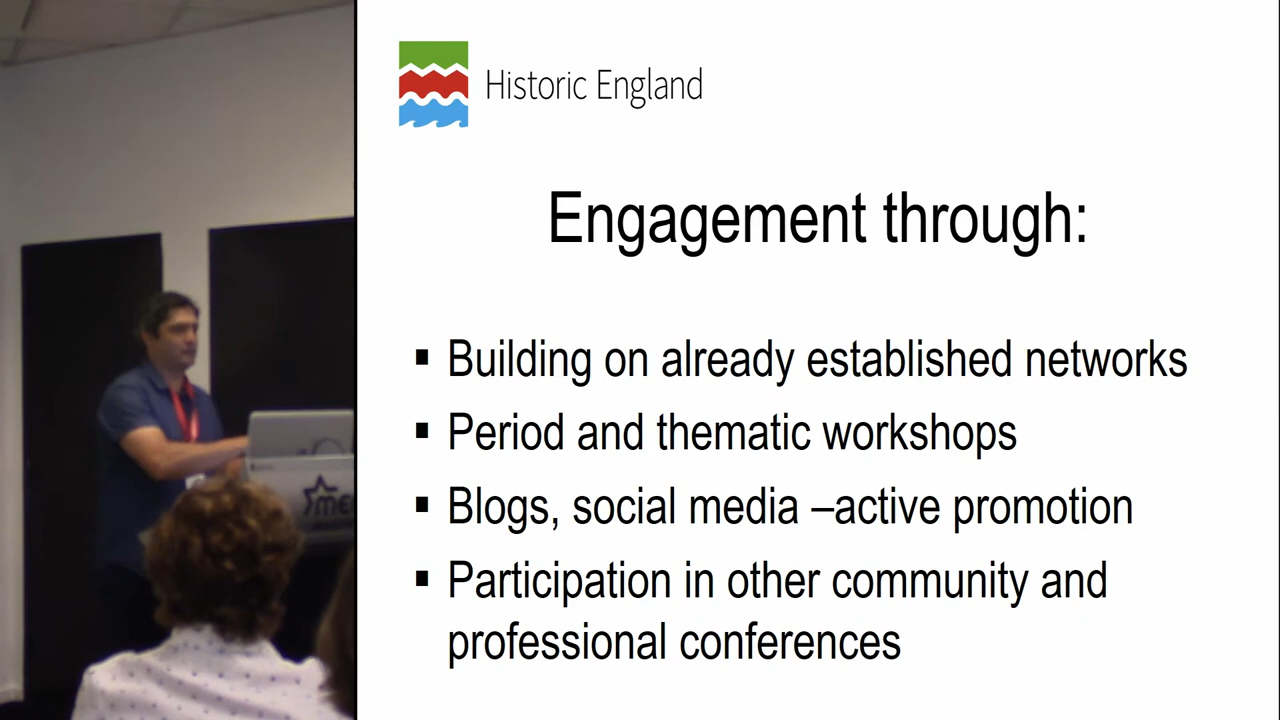 Historic England
Engagement through:
▪ Building on already established networks
▪ Period and thematic workshops
▪ Blogs, social media –active promotion
▪ Participation in other community and
professional conferences